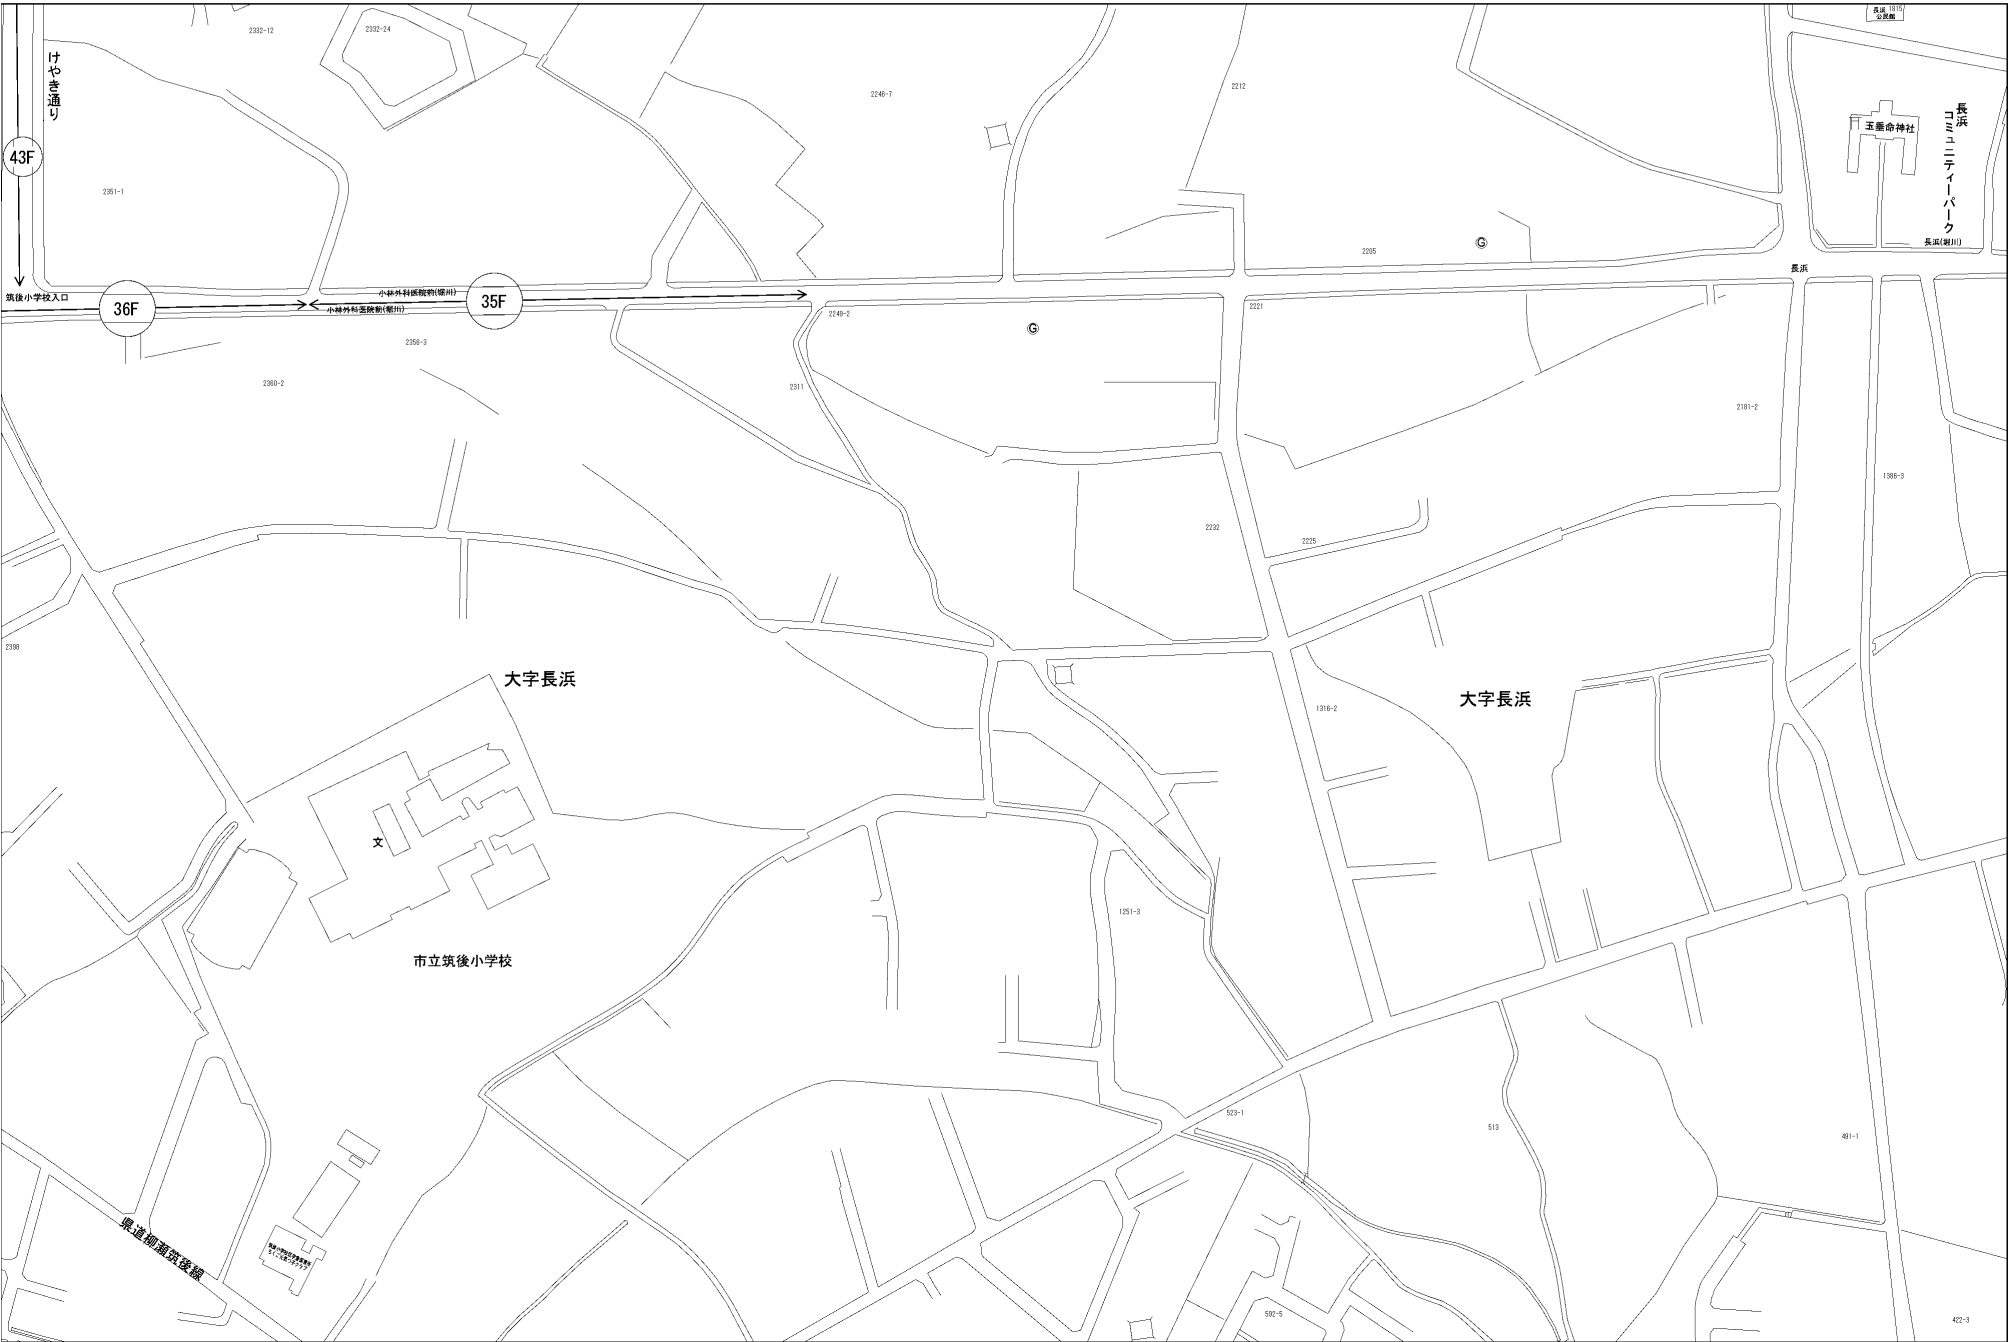 2332-12
2332-24
長浜 1815
公民館
けやき通り
2246-7
2212
長浜
コミュニティーパーク
玉垂命神社
43F
2351-1
長浜(堀川)
G
2205
長浜
筑後小学校入口
36F
小林外科医院前(堀川)
35F
小林外科医院前(堀川)
2249-2
2221
G
2356-3
2360-2
2311
2181-2
1386-3
2232
2225
2398
大字長浜
大字長浜
1316-2
文
1251-3
市立筑後小学校
523-1
513
491-1
県道柳瀬筑後線
592-5
422-3